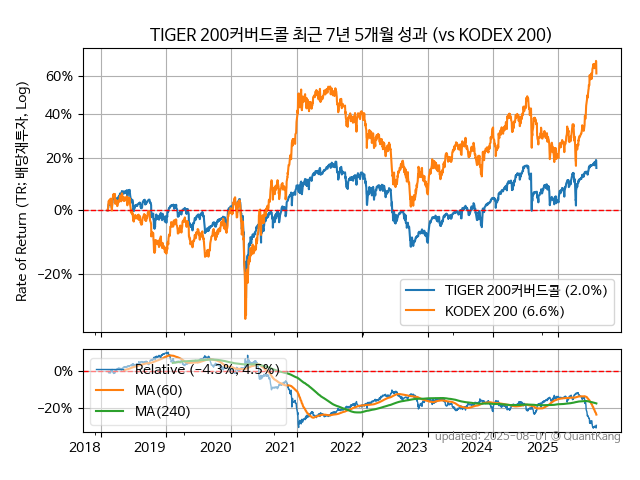 TIGER 200커버드콜 최근 7년 5개월 성과 (vs KODEX 200)
Rate of Return (TR: 배당재투자, Log)
60%
40%
20%
0%
−20%
TIGER 200커버드콜 (2.0%)
KODEX 200 (6.6%)
0%
−20%
Relative (−4.3%, 4.5%)
MA(60)
MA(240)
2018 2019 2020 2021 2022 2023 2024 2025
updated: 2025-08-01 © QuantKang